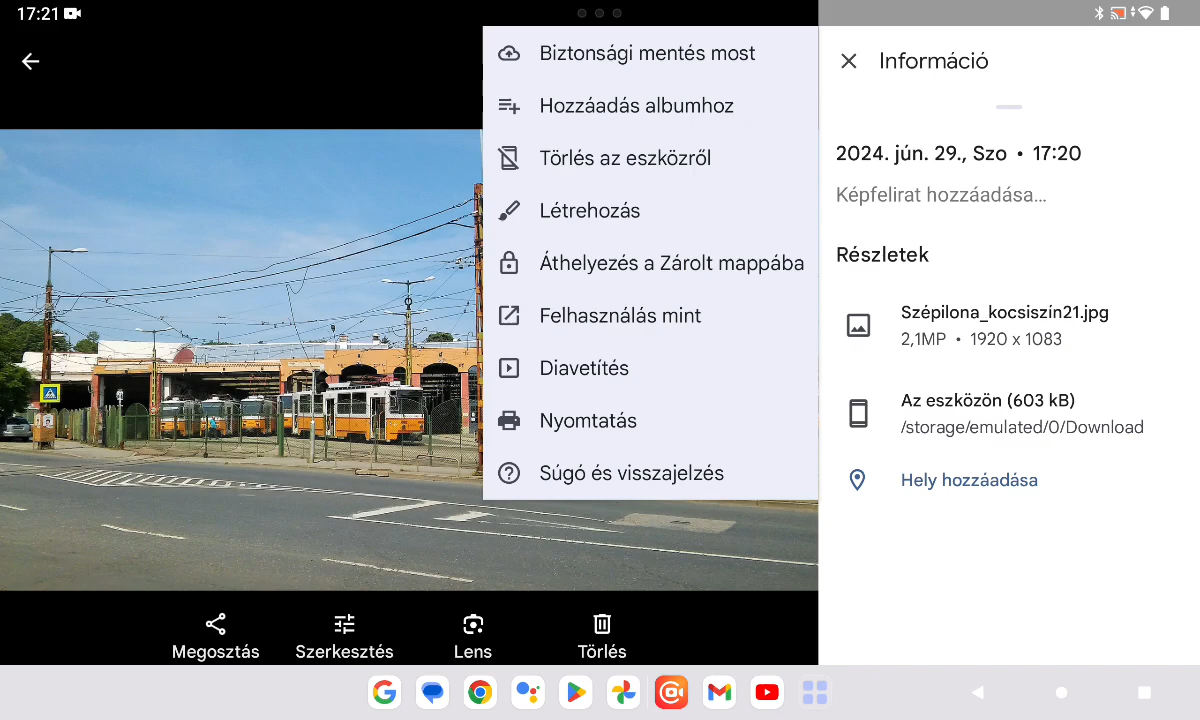 17:21
Biztonsági mentés most
Hozzáadás albumhoz
Törlés az eszközről
Létrehozás
Áthelyezés a Zárolt mappába
Felhasználás mint
Diavetítés
Nyomtatás
Súgó és visszajelzés
Megosztás
Szerkesztés
Lens
Törlés
Információ
2024. jún. 29., Szo • 17:20
Képfelirat hozzáadása…
Részletek
Szépilona_kocsiszín21.jpg
2,1MP • 1920 x 1083
Az eszközön (603 kB)
/storage/emulated/0/Download
Hely hozzáadása